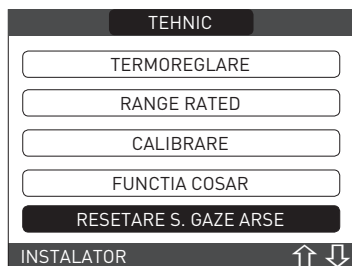 TEHNIC
TERMOREGLARE
RANGE RATED
CALIBRARE
FUNCTIA COSAR
RESETARE S. GAZE ARSE
INSTALATOR